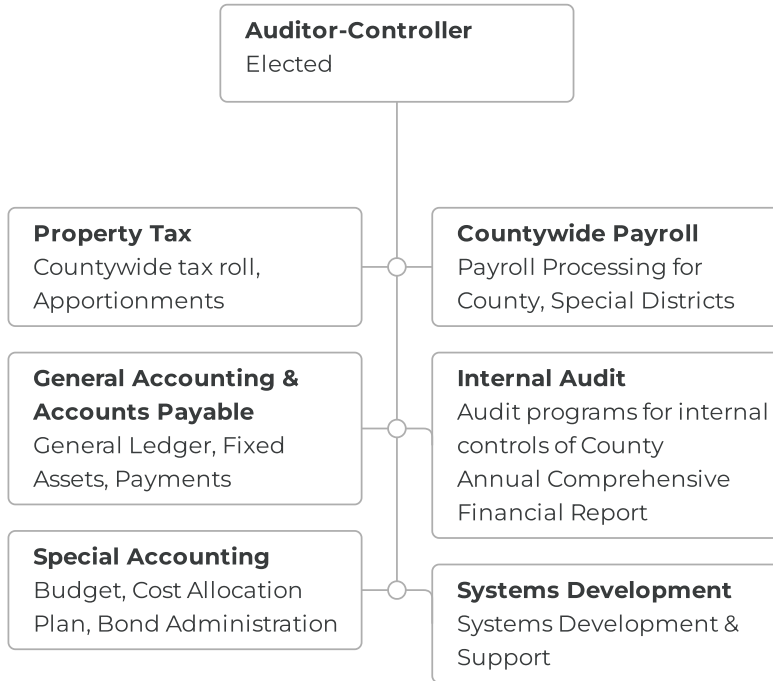 Auditor-Controller
Elected
Property Tax
Countywide tax roll,
Apportionments
Countywide Payroll
Payroll Processing for
County, Special Districts
General Accounting &
Accounts Payable
General Ledger, Fixed
Assets, Payments
Internal Audit
Audit programs for internal
controls of County
Annual Comprehensive
Financial Report
Special Accounting
Budget, Cost Allocation
Plan, Bond Administration
Systems Development
Systems Development &
Support